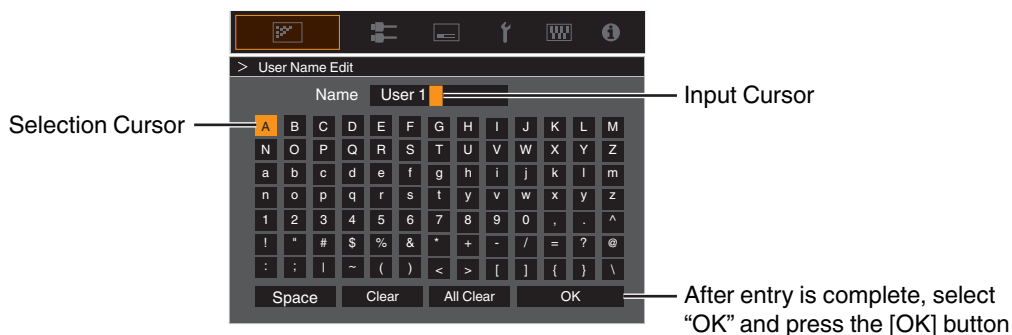 > User Name Edit
Name User 1
Input Cursor
Selection Cursor
A B C D E F G H I J K L M
N O P Q R S T U V W X Y Z
a b c d e f g h i j k l m
n o p q r s t y v w x y z
1 2 3 4 5 6 7 8 9 0 , . ^
! " # $ % & * + - / = ? @
: ; | ~ ( ) < > [ ] { } \
Space Clear All Clear OK
After entry is complete, select
“OK” and press the [OK] button